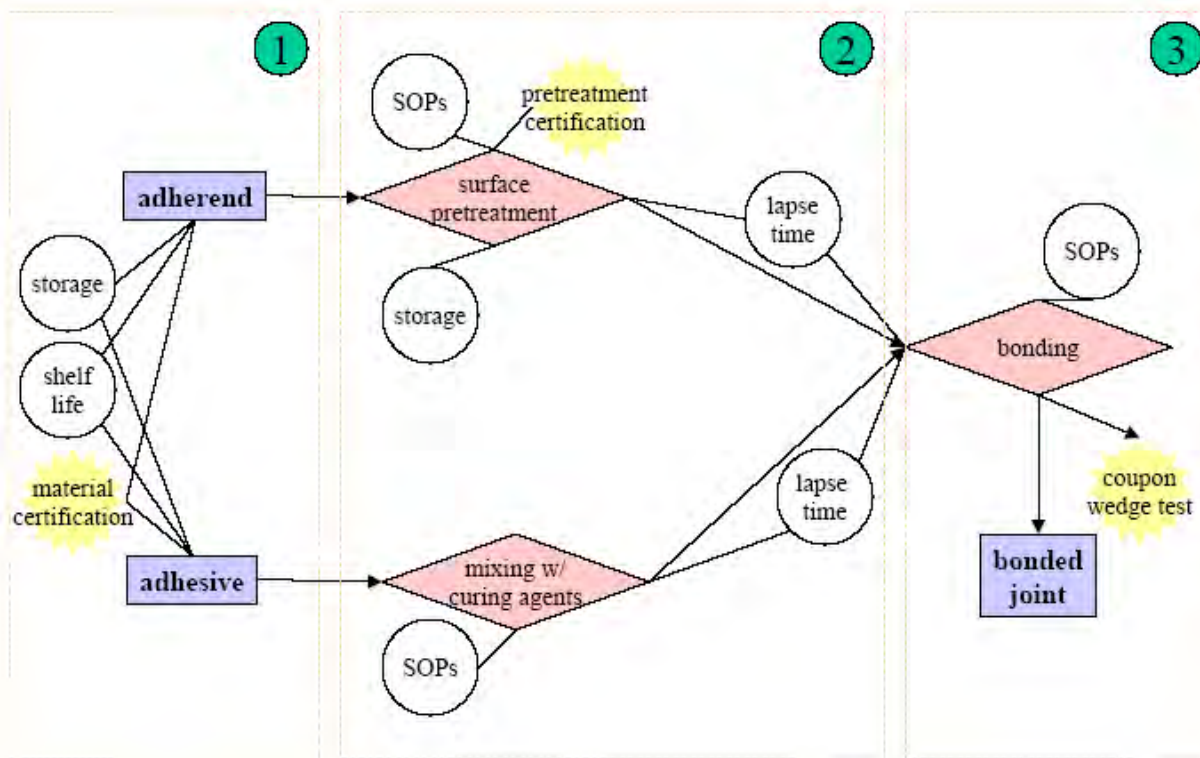 1
2
3
SOPs
pretreatment
certification
adherend
surface
pretreatment
lapse
time
SOPs
storage
storage
bonding
shelf
life
material
certification
lapse
time
coupon
wedge test
adhesive
mixing w/
curing agents
bonded
joint
SOPs